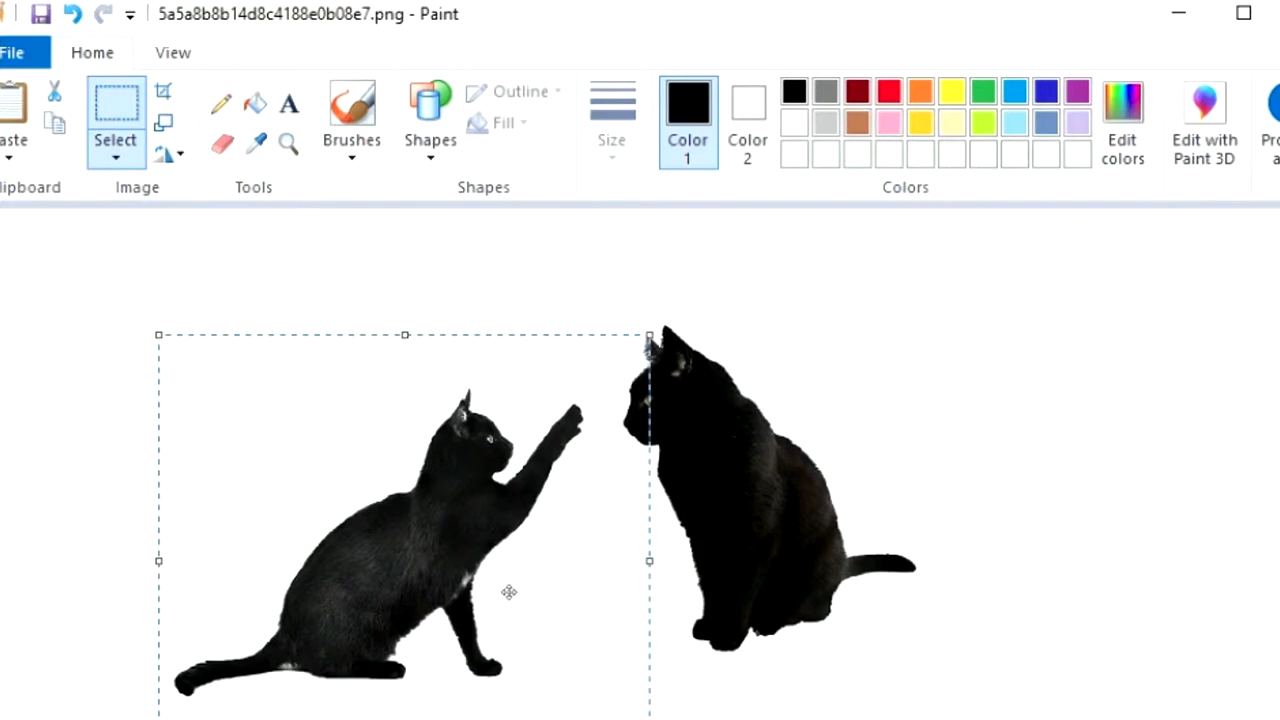 5a5a8b8b14d8c4188e0b08e7.png - Paint
File Home View
aste
Select
Brushes
Shapes
Outline
Fill
Size
Color 1
Color 2
Edit colors
Edit with Paint 3D
lipboard
Image
Tools
Shapes
Colors